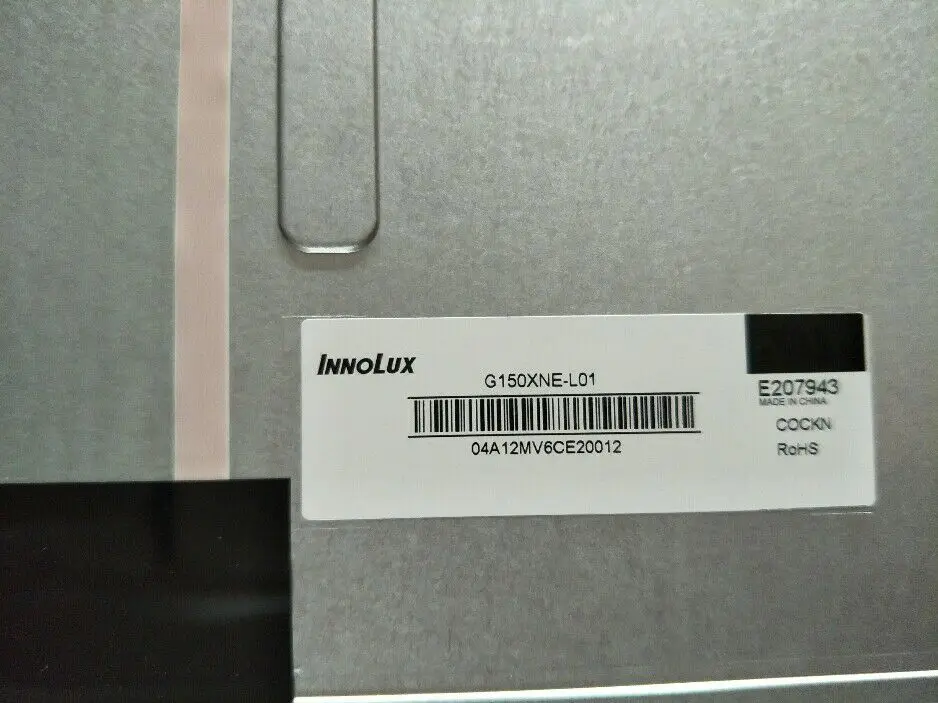 INNOLUX
G150XNE-L01
04A12MV6CE20012
E207943
MADE IN CHINA
COCKN
RoHS